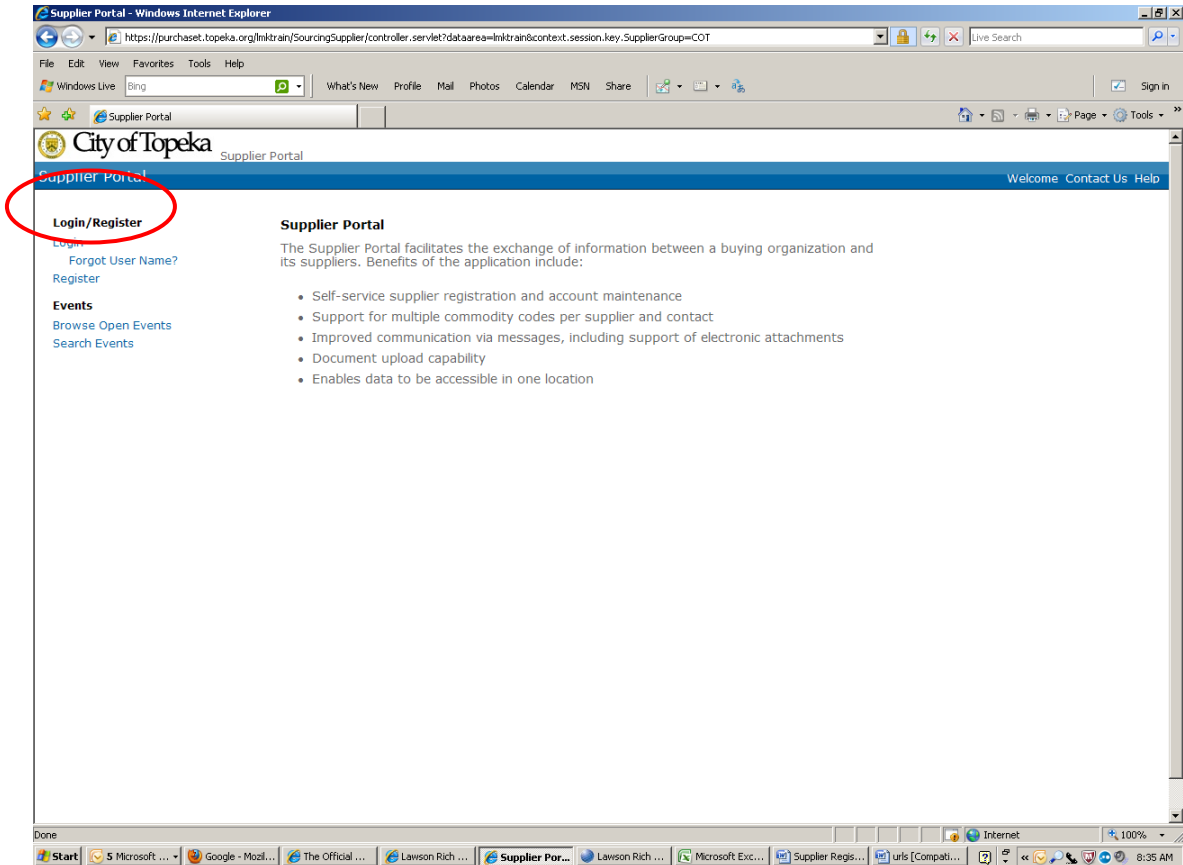 Supplier Portal - Windows Internet Explorer
https://purchaset.topeka.org/lmktrain/SourcingSupplier/controller.servlet?dataarea=lmktrain&context.session.key.SupplierGroup=COT
Live Search
File Edit View Favorites Tools Help
Windows Live Bing What's New Profile Mail Photos Calendar MSN Share Sign in
Supplier Portal Page Tools »
City of Topeka Supplier Portal
Supplier Portal Welcome Contact Us Help
Login/Register
Login
Forgot User Name?
Register
Events
Browse Open Events
Search Events
Supplier Portal
The Supplier Portal facilitates the exchange of information between a buying organization and
its suppliers. Benefits of the application include:
• Self-service supplier registration and account maintenance
• Support for multiple commodity codes per supplier and contact
• Improved communication via messages, including support of electronic attachments
• Document upload capability
• Enables data to be accessible in one location
Done Internet 100%
Start 5 Microsoft ... Google - Mozil... The Official ... Lawson Rich ... Supplier Por... Lawson Rich ... Microsoft Exc... Supplier Regis... urls [Compati... « 8:35 AM